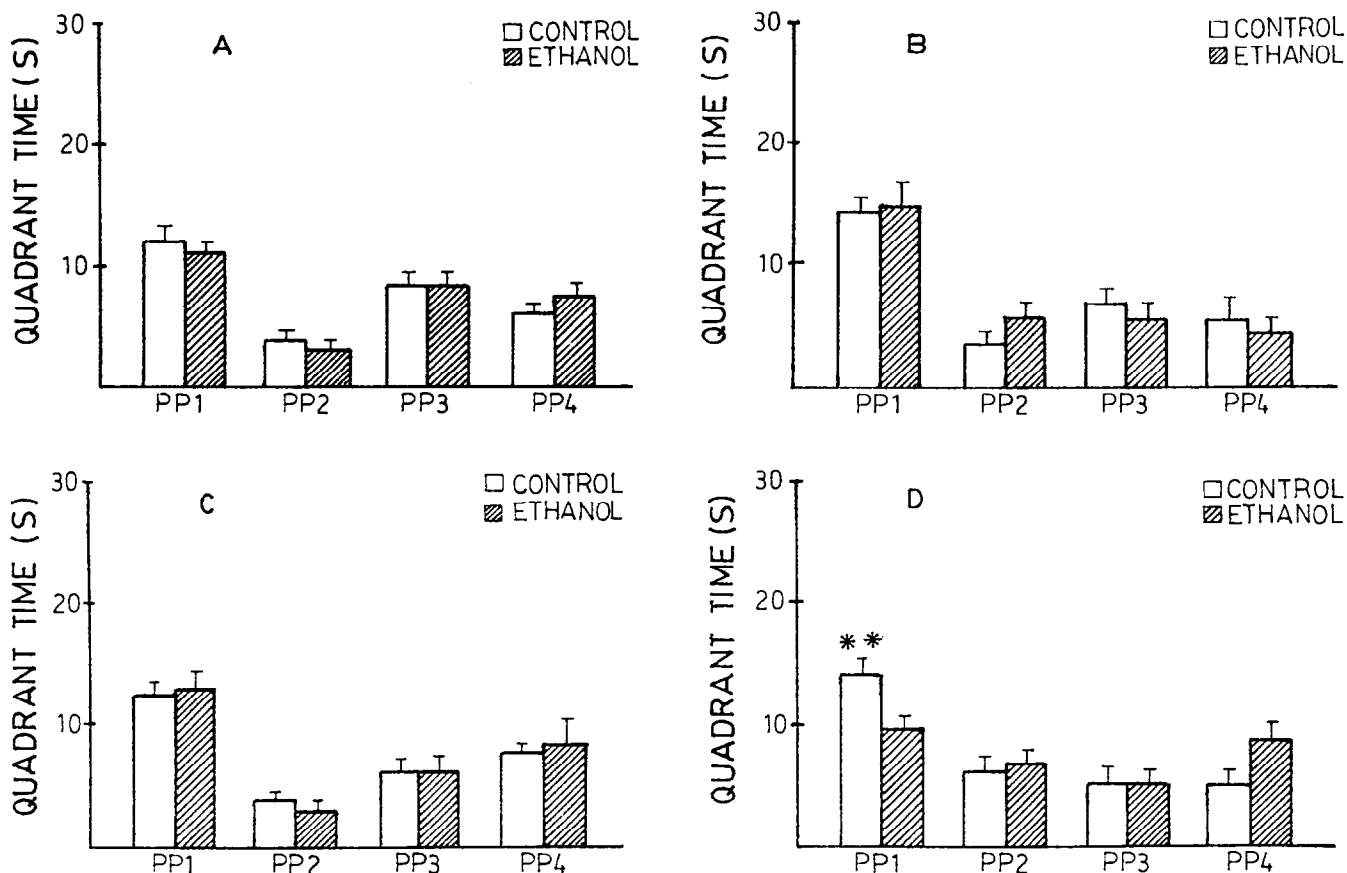 QUADRANT TIME (S)
30
20
10
A
CONTROL
ETHANOL
PP1 PP2 PP3 PP4
QUADRANT TIME (S)
30
20
10
B
CONTROL
ETHANOL
PP1 PP2 PP3 PP4
QUADRANT TIME (S)
30
20
10
C
CONTROL
ETHANOL
PP1 PP2 PP3 PP4
QUADRANT TIME (S)
30
20
10
D
CONTROL
ETHANOL
**
PP1 PP2 PP3 PP4